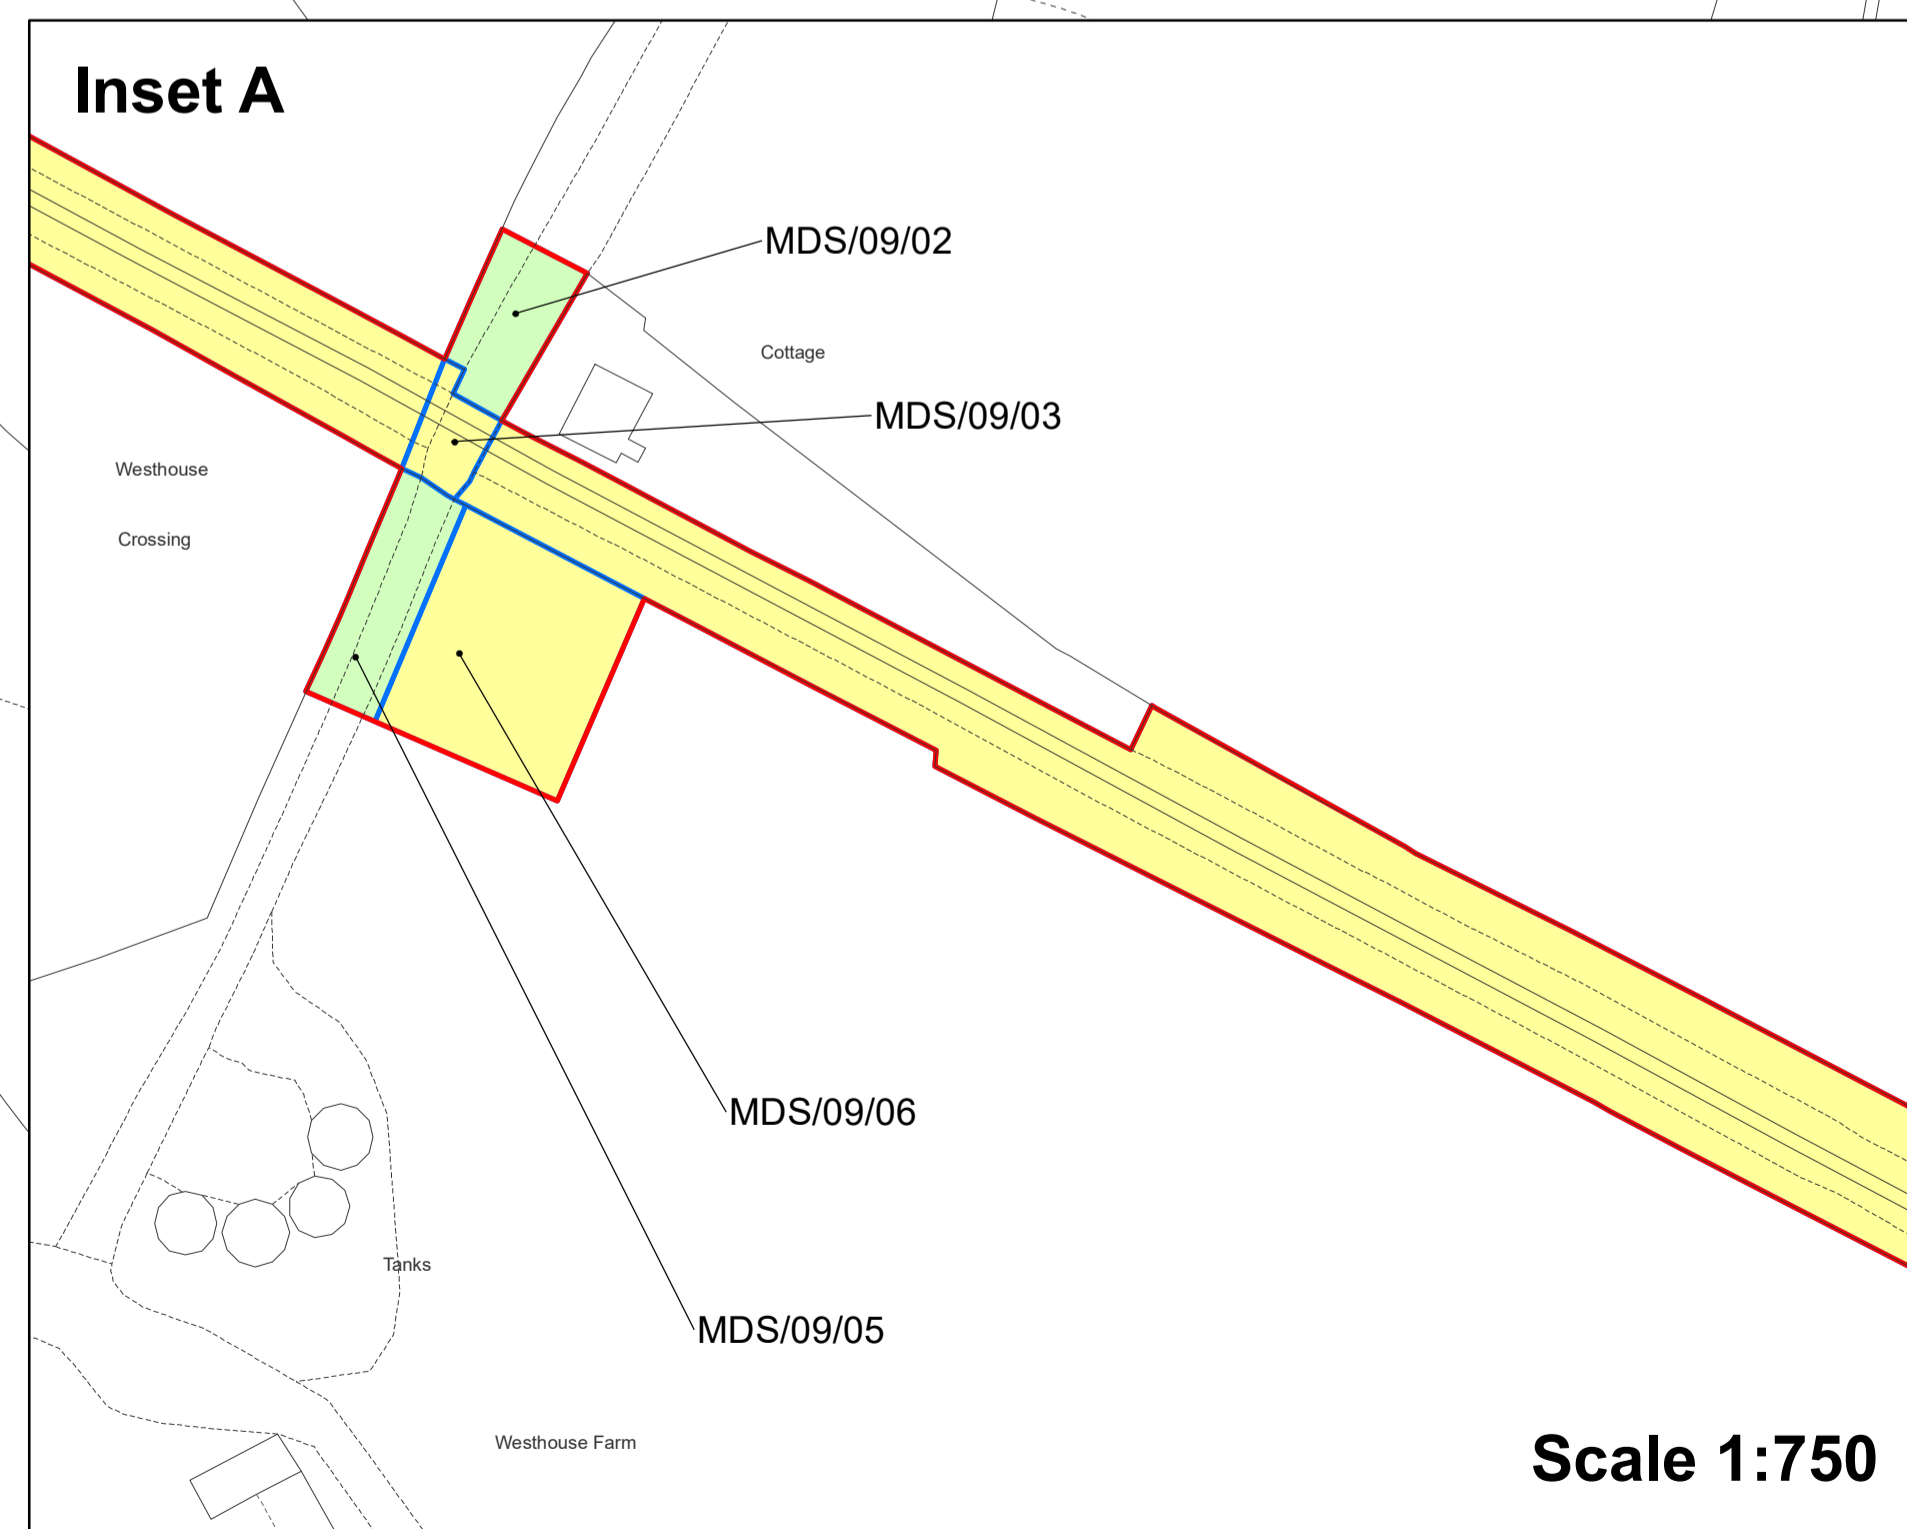 Inset A
MDS/09/02
Cottage
MDS/09/03
Westhouse
Crossing
MDS/09/06
Tanks
MDS/09/05
Westhouse Farm
Scale 1:750